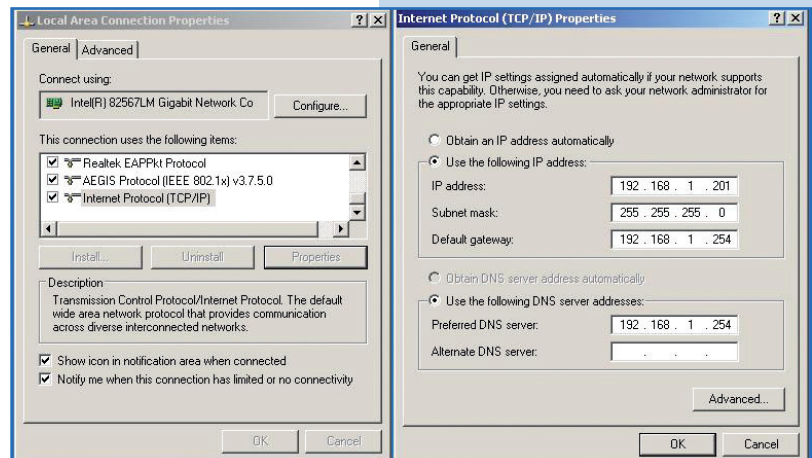 Local Area Connection Properties
General
Advanced
Connect using:
Intel(R) 82567LM Gigabit Network Co
Configure...
This connection uses the following items:
Realtek EAPPkt Protocol
AEGIS Protocol (IEEE 802.1x) v3.7.5.0
Internet Protocol (TCP/IP)
Install...
Uninstall
Properties
Description
Transmission Control Protocol/Internet Protocol. The default
wide area network protocol that provides communication
across diverse interconnected networks.
Show icon in notification area when connected
Notify me when this connection has limited or no connectivity
OK
Cancel
Internet Protocol (TCP/IP) Properties
General
You can get IP settings assigned automatically if your network supports
this capability. Otherwise, you need to ask your network administrator for
the appropriate IP settings.
Obtain an IP address automatically
Use the following IP address:
IP address: 192 . 168 . 1 . 201
Subnet mask: 255 . 255 . 255 . 0
Default gateway: 192 . 168 . 1 . 254
Obtain DNS server address automatically
Use the following DNS server addresses:
Preferred DNS server: 192 . 168 . 1 . 254
Alternate DNS server: . . .
Advanced...
OK
Cancel